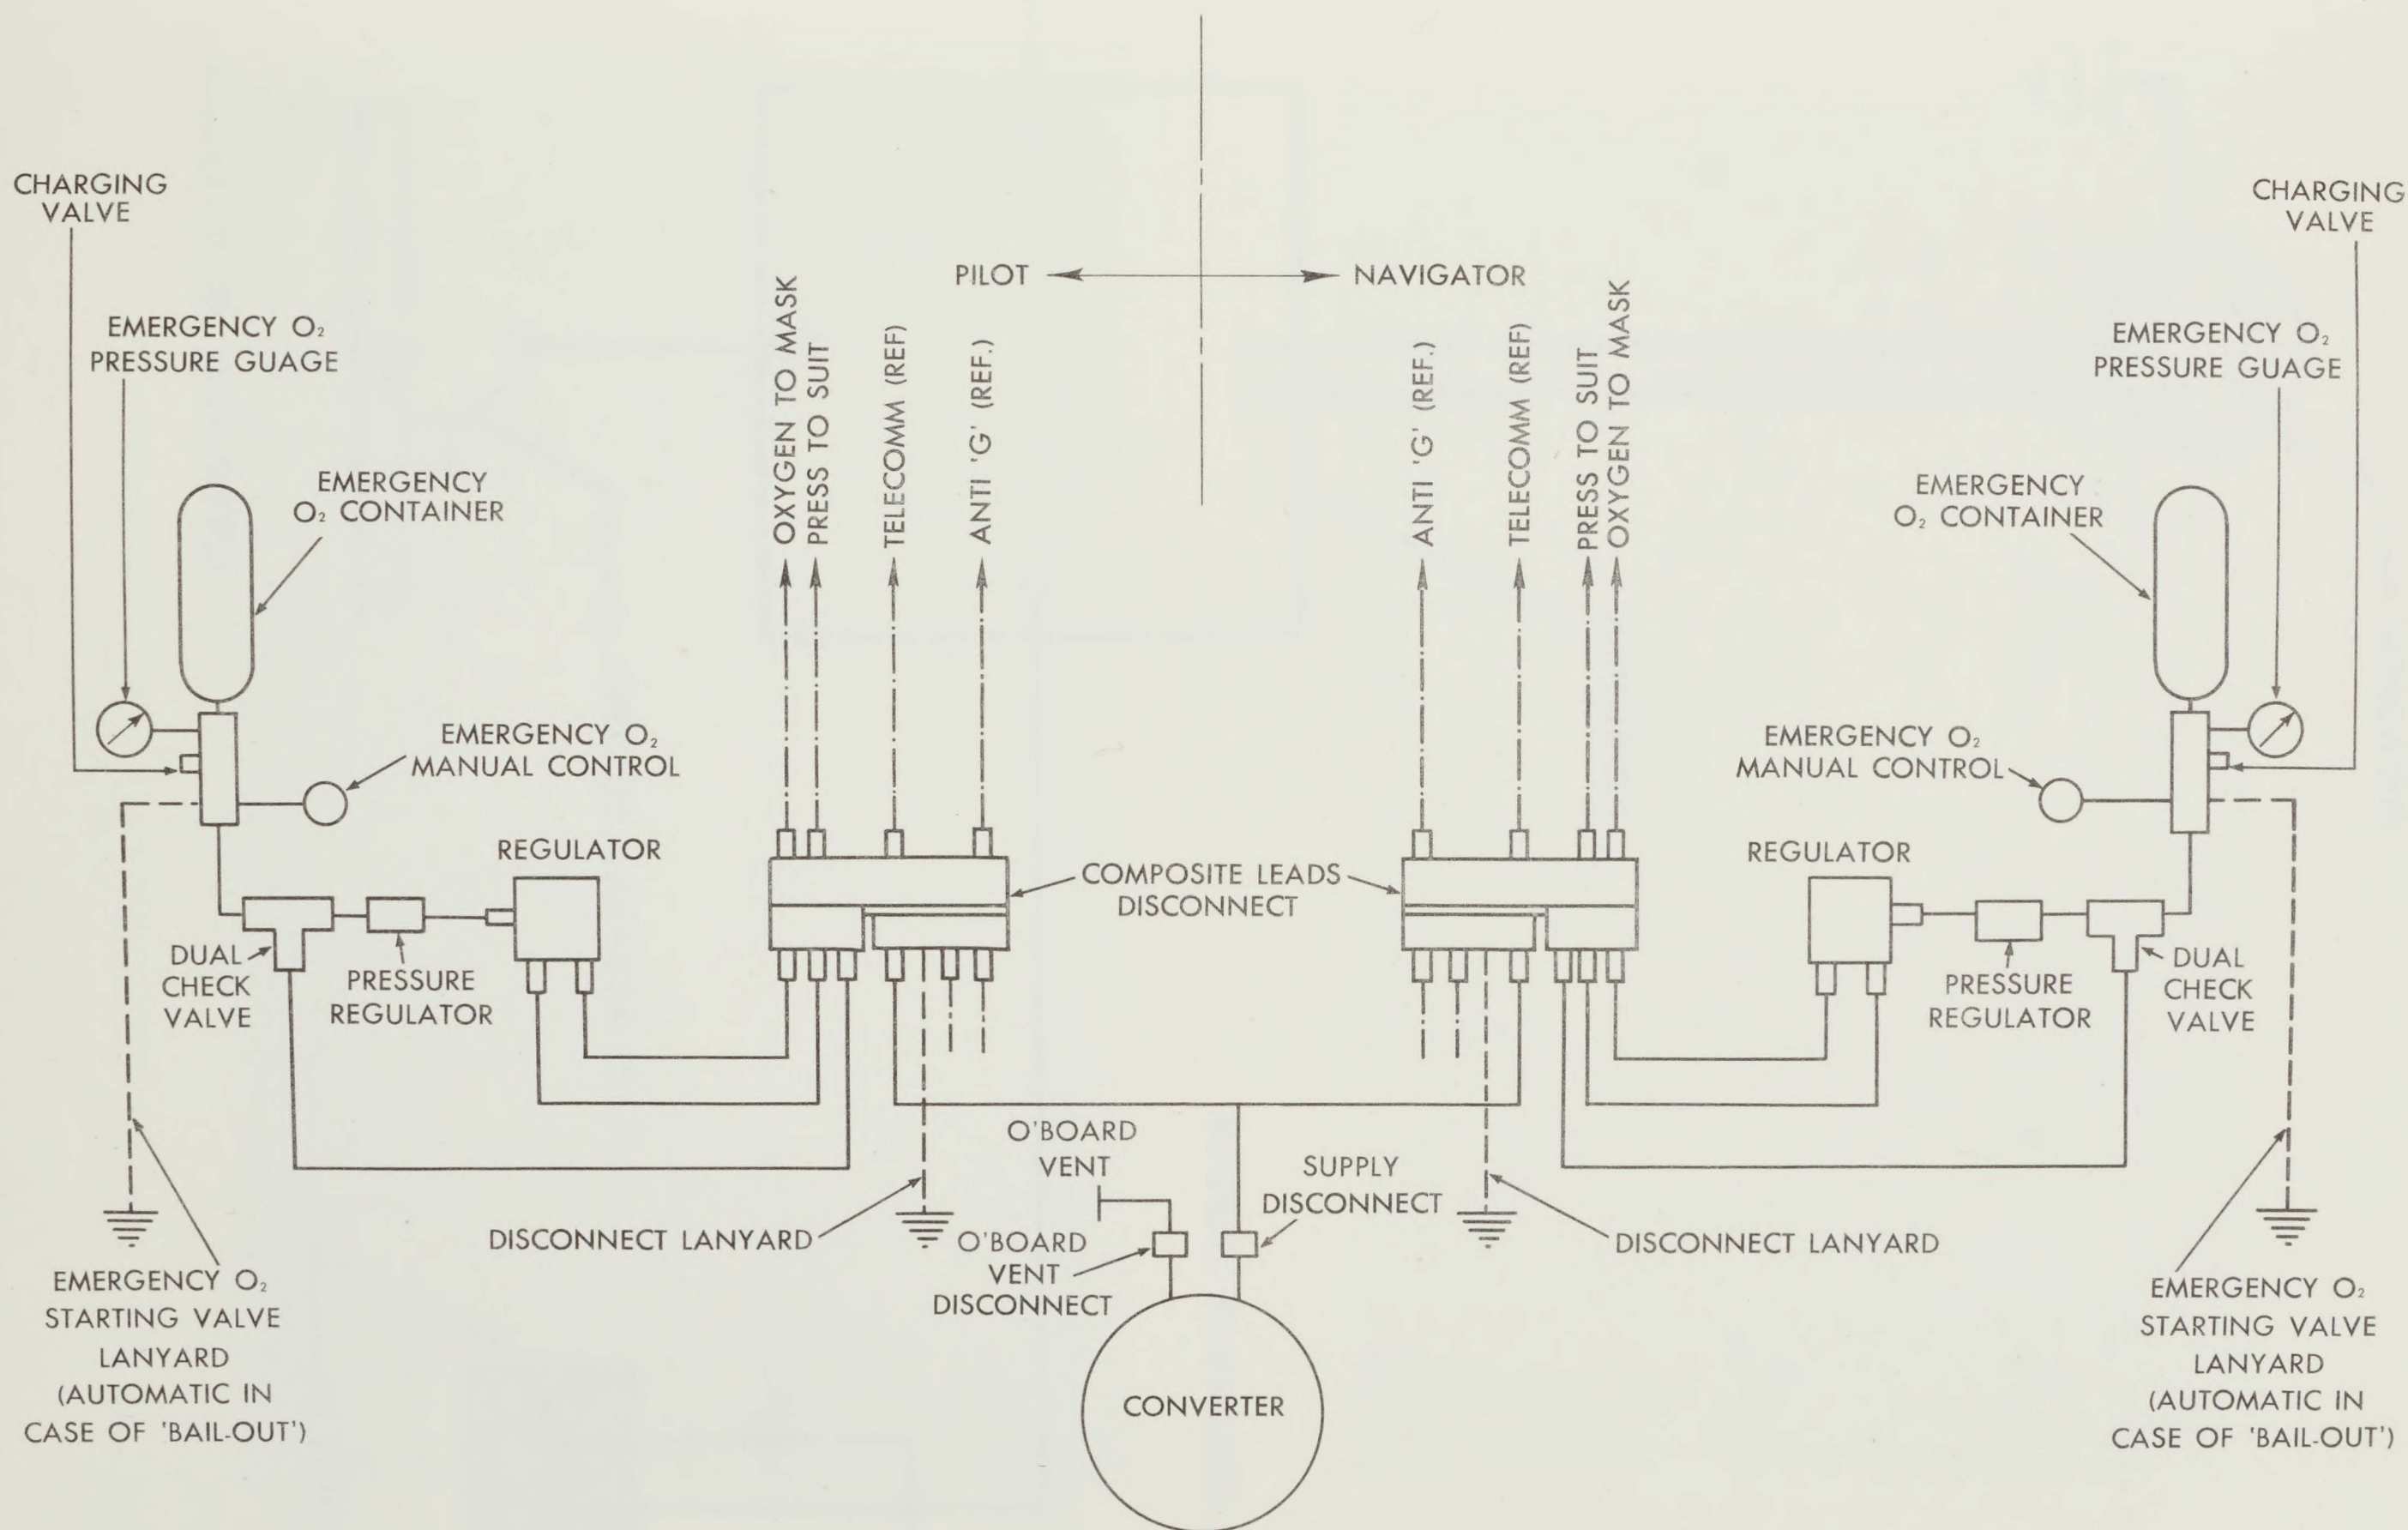 CHARGING
VALVE
CHARGING
VALVE
PILOT
NAVIGATOR
EMERGENCY O₂
PRESSURE GUAGE
OXYGEN TO MASK
PRESS TO SUIT
TELECOMM (REF)
ANTI 'G' (REF.)
ANTI 'G' (REF.)
TELECOMM (REF)
PRESS TO SUIT
OXYGEN TO MASK
EMERGENCY O₂
PRESSURE GUAGE
EMERGENCY
O₂ CONTAINER
EMERGENCY
O₂ CONTAINER
EMERGENCY O₂
MANUAL CONTROL
EMERGENCY O₂
MANUAL CONTROL
REGULATOR
COMPOSITE LEADS
DISCONNECT
REGULATOR
DUAL
CHECK
VALVE
PRESSURE
REGULATOR
PRESSURE
REGULATOR
DUAL
CHECK
VALVE
O'BOARD
VENT
SUPPLY
DISCONNECT
DISCONNECT LANYARD
O'BOARD
VENT
DISCONNECT
DISCONNECT LANYARD
EMERGENCY O₂
STARTING VALVE
LANYARD
(AUTOMATIC IN
CASE OF 'BAIL-OUT')
CONVERTER
EMERGENCY O₂
STARTING VALVE
LANYARD
(AUTOMATIC IN
CASE OF 'BAIL-OUT')